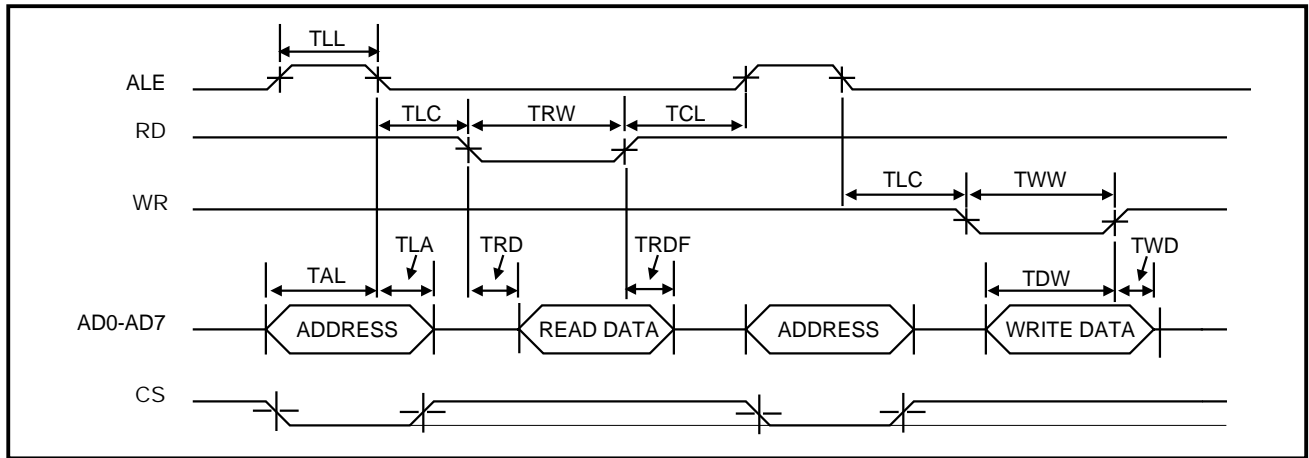 TLL
ALE
TLC TRW TCL
RD
TLC TWW
WR
TLA TRD TRDF TWD
TAL TDW
AD0-AD7 ADDRESS READ DATA ADDRESS WRITE DATA
CS